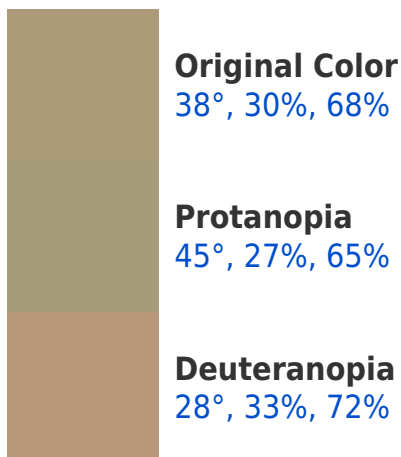 Original Color
38°, 30%, 68%
Protanopia
45°, 27%, 65%
Deuteranopia
28°, 33%, 72%